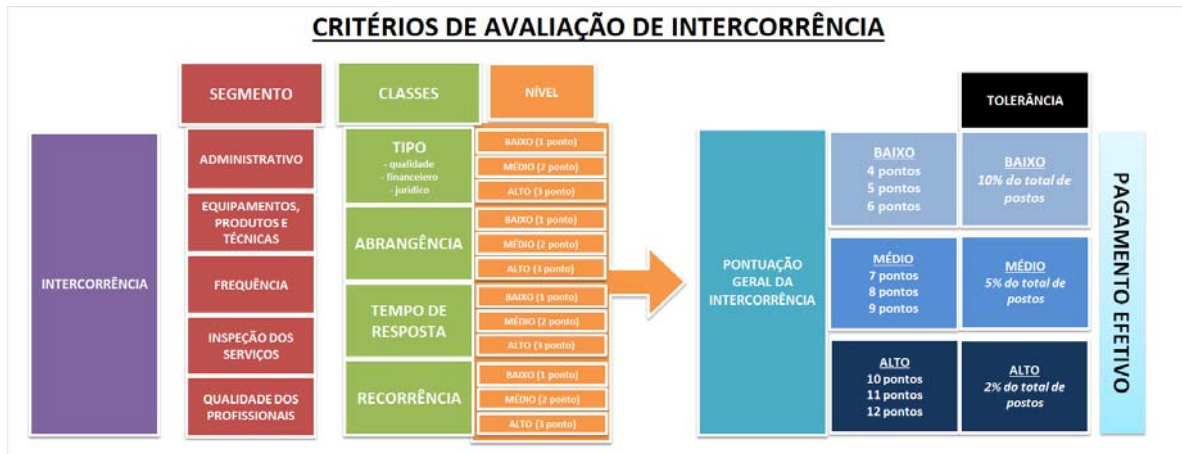 CRITÉRIOS DE AVALIAÇÃO DE INTERCORRÊNCIA
INTERCORRÊNCIA
SEGMENTO
ADMINISTRATIVO
EQUIPAMENTOS,
PRODUTOS E
TÉCNICAS
FREQUÊNCIA
INSPEÇÃO DOS
SERVIÇOS
QUALIDADE DOS
PROFISSIONAIS
CLASSES
TIPO
- qualidade
- financeiero
- jurídico
ABRANGÊNCIA
TEMPO DE
RESPOSTA
RECORRÊNCIA
NÍVEL
BAIXO (1 ponto)
MÉDIO (2 ponto)
ALTO (3 ponto)
BAIXO (1 ponto)
MÉDIO (2 ponto)
ALTO (3 ponto)
BAIXO (1 ponto)
MÉDIO (2 ponto)
ALTO (3 ponto)
BAIXO (1 ponto)
MÉDIO (2 ponto)
ALTO (3 ponto)
PONTUAÇÃO
GERAL DA
INTERCORRÊNCIA
BAIXO
4 pontos
5 pontos
6 pontos
MÉDIO
7 pontos
8 pontos
9 pontos
ALTO
10 pontos
11 pontos
12 pontos
TOLERÂNCIA
BAIXO
10% do total de
postos
MÉDIO
5% do total de
postos
ALTO
2% do total de
postos
PAGAMENTO EFETIVO